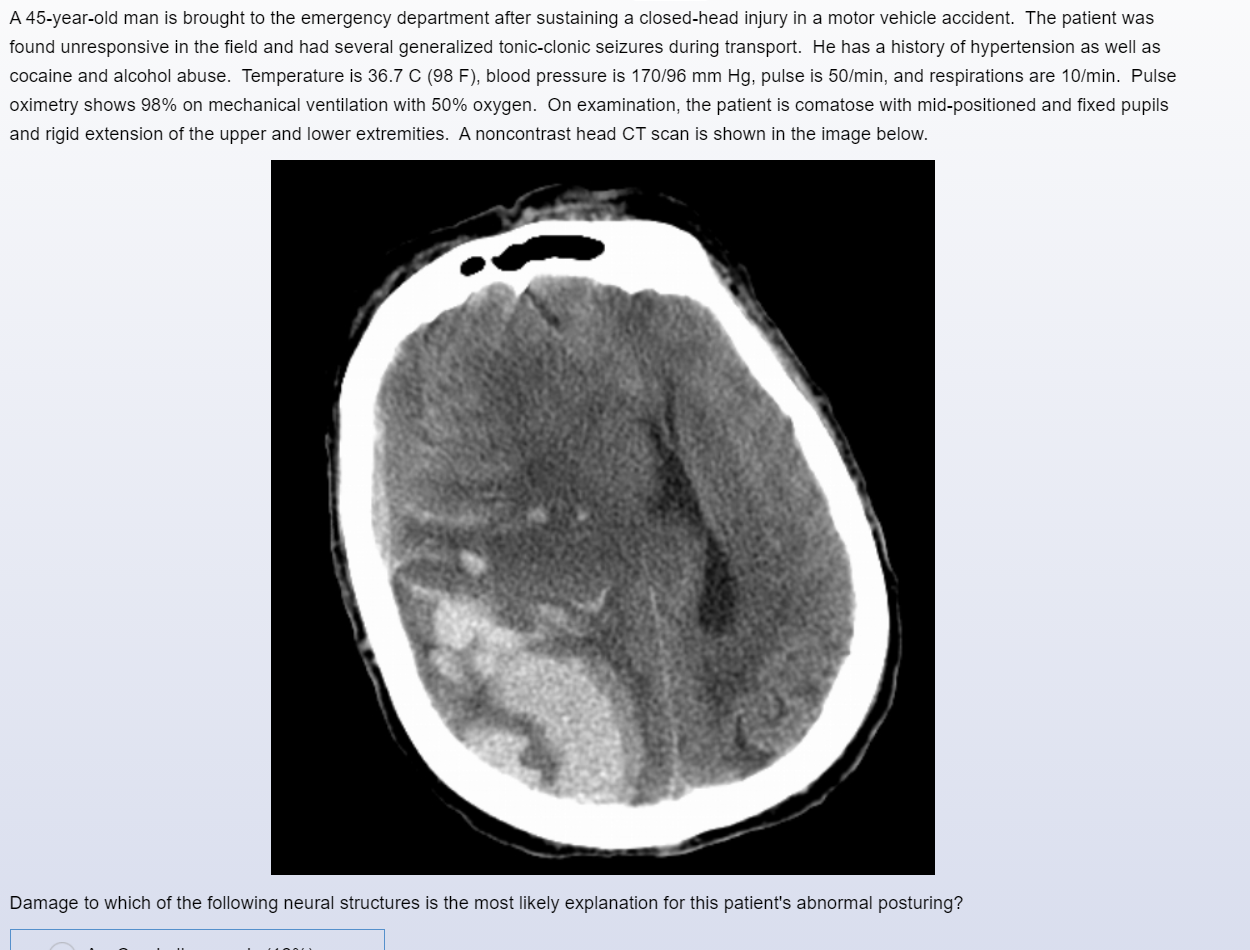 A 45-year-old man is brought to the emergency department after sustaining a closed-head injury in a motor vehicle accident. The patient was
found unresponsive in the field and had several generalized tonic-clonic seizures during transport. He has a history of hypertension as well as
cocaine and alcohol abuse. Temperature is 36.7 C (98 F), blood pressure is 170/96 mm Hg, pulse is 50/min, and respirations are 10/min. Pulse
oximetry shows 98% on mechanical ventilation with 50% oxygen. On examination, the patient is comatose with mid-positioned and fixed pupils
and rigid extension of the upper and lower extremities. A noncontrast head CT scan is shown in the image below.
Damage to which of the following neural structures is the most likely explanation for this patient's abnormal posturing?